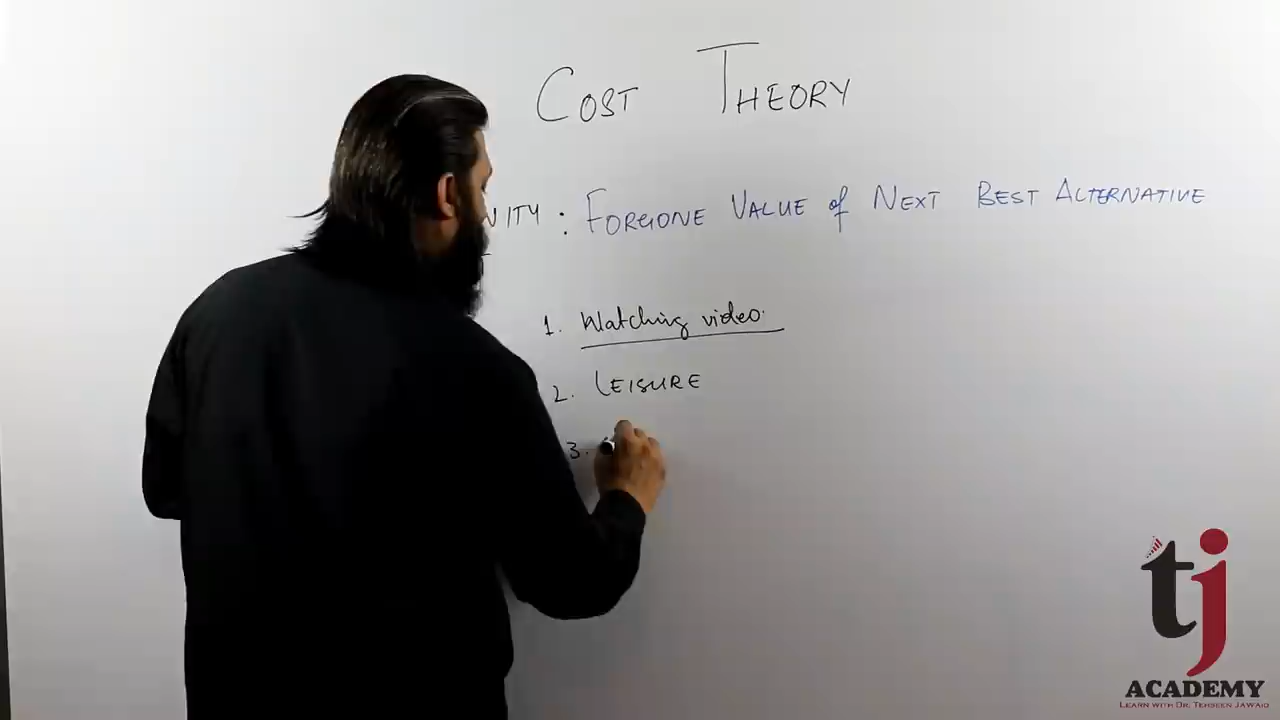 COST THEORY
NITY : FORGONE VALUE of NEXT BEST ALTERNATIVE
1. Watching video.
2. LEISURE
3.
tj
ACADEMY
LEARN WITH DR. TEHSEEN JAWAID